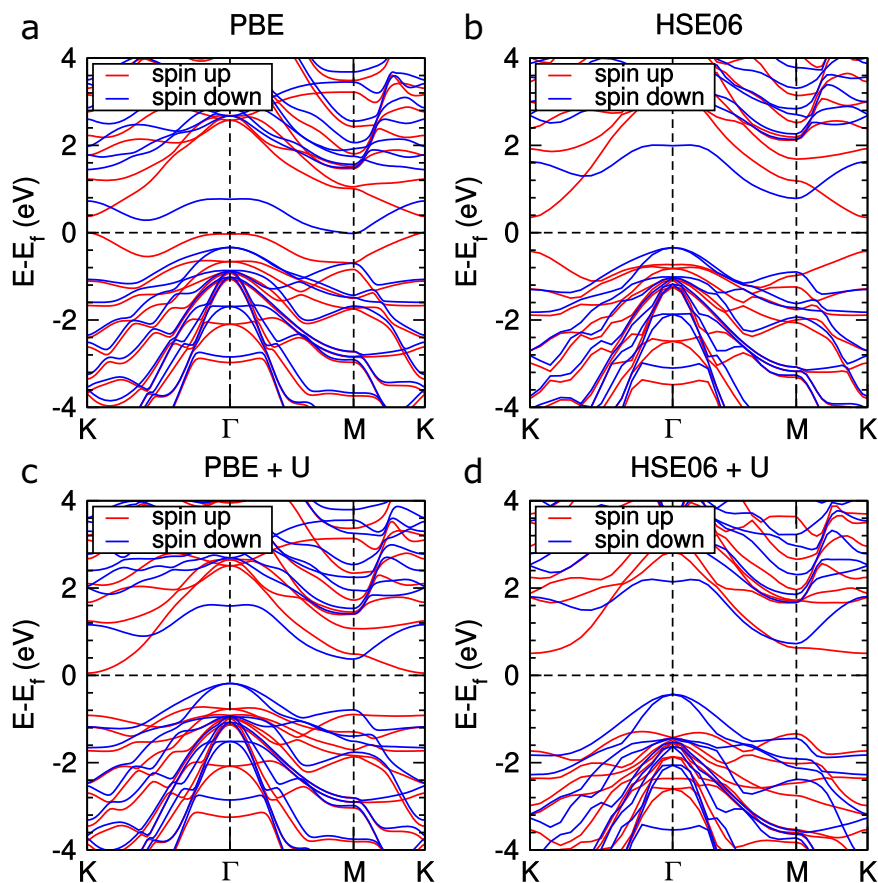 a PBE
b HSE06
4
2
0
-2
-4
E-E_f (eV)
spin up
spin down
K Γ M K
4
2
0
-2
-4
E-E_f (eV)
spin up
spin down
K Γ M K
c PBE + U
d HSE06 + U
4
2
0
-2
-4
E-E_f (eV)
spin up
spin down
K Γ M K
4
2
0
-2
-4
E-E_f (eV)
spin up
spin down
K Γ M K